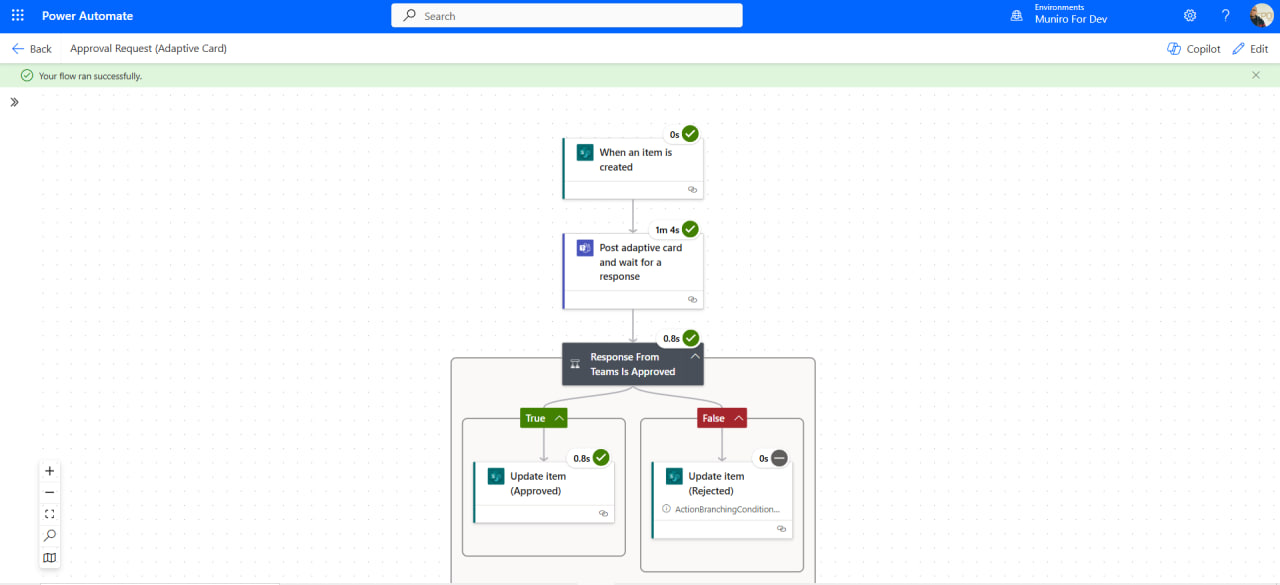 Power Automate
Search
Environments
Muniro For Dev
Back
Approval Request (Adaptive Card)
Copilot
Edit
Your flow ran successfully.
0s
When an item is
created
1m 4s
Post adaptive card
and wait for a
response
0.8s
Response From
Teams Is Approved
True
False
0.8s
Update item
(Approved)
0s
Update item
(Rejected)
ActionBranchingCondition...